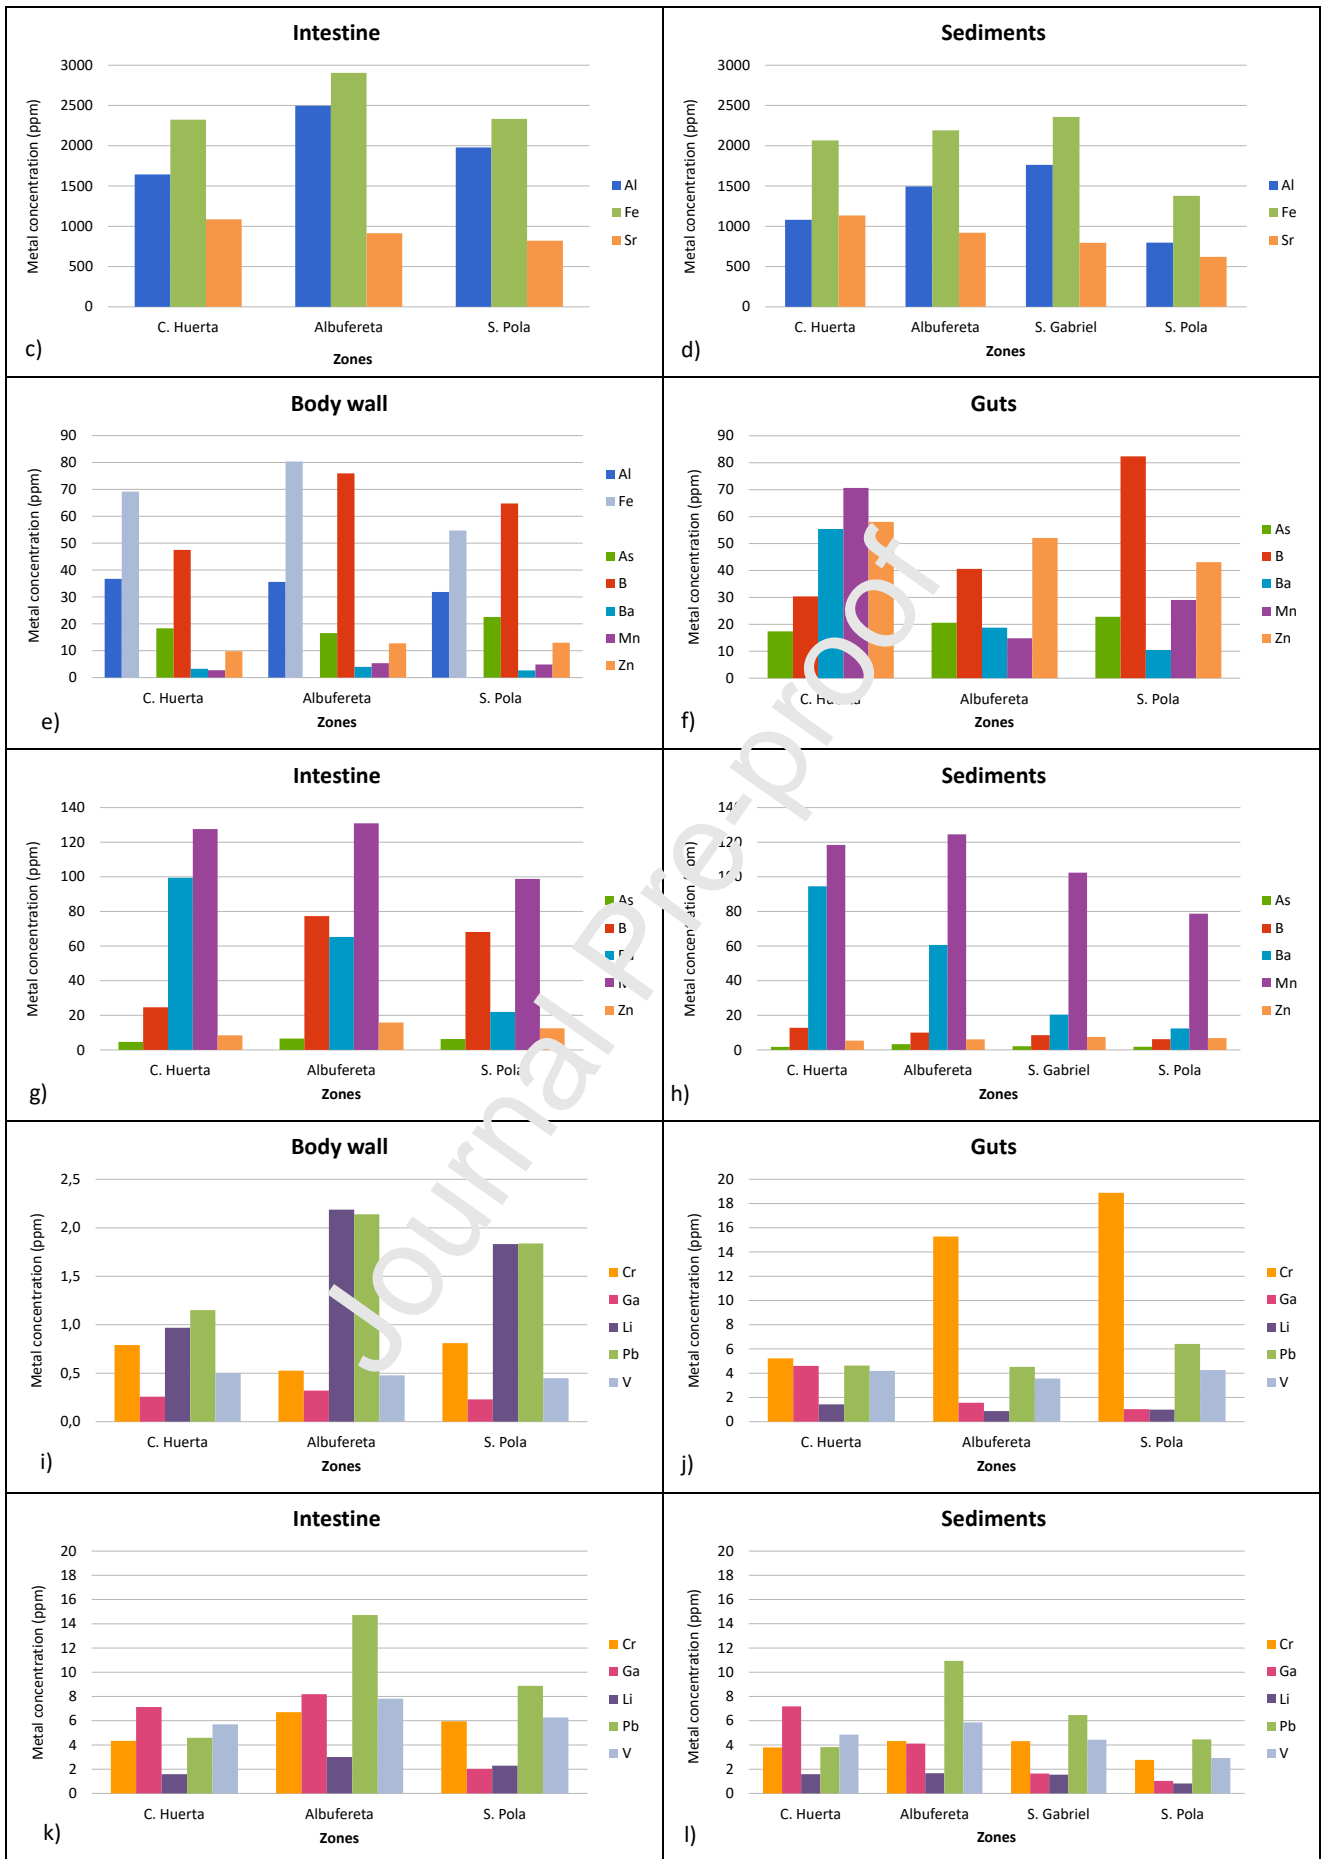 Intestine
Metal concentration (ppm)
3000
2500
2000
1500
1000
500
0
C. Huerta Albufereta S. Pola
Zones
Al
Fe
Sr
c)
Sediments
Metal concentration (ppm)
3000
2500
2000
1500
1000
500
0
C. Huerta Albufereta S. Gabriel S. Pola
Zones
Al
Fe
Sr
d)
Body wall
Metal concentration (ppm)
90
80
70
60
50
40
30
20
10
0
C. Huerta Albufereta S. Pola
Zones
Al
Fe
As
B
Ba
Mn
Zn
e)
Guts
Metal concentration (ppm)
90
80
70
60
50
40
30
20
10
0
C. Huerta Albufereta S. Pola
Zones
As
B
Ba
Mn
Zn
f)
Intestine
Metal concentration (ppm)
140
120
100
80
60
40
20
0
C. Huerta Albufereta S. Pola
Zones
As
B
Zn
g)
Sediments
Metal concentration (ppm)
140
120
100
80
60
40
20
0
C. Huerta Albufereta S. Gabriel S. Pola
Zones
As
B
Ba
Mn
Zn
h)
Body wall
Metal concentration (ppm)
2,5
2,0
1,5
1,0
0,5
0,0
C. Huerta Albufereta S. Pola
Zones
Cr
Ga
Li
Pb
V
i)
Guts
Metal concentration (ppm)
20
18
16
14
12
10
8
6
4
2
0
C. Huerta Albufereta S. Pola
Zones
Cr
Ga
Li
Pb
V
j)
Intestine
Metal concentration (ppm)
20
18
16
14
12
10
8
6
4
2
0
C. Huerta Albufereta S. Pola
Zones
Cr
Ga
Li
Pb
V
k)
Sediments
Metal concentration (ppm)
20
18
16
14
12
10
8
6
4
2
0
C. Huerta Albufereta S. Gabriel S. Pola
Zones
Cr
Ga
Li
Pb
V
l)
Journal Pre-proof